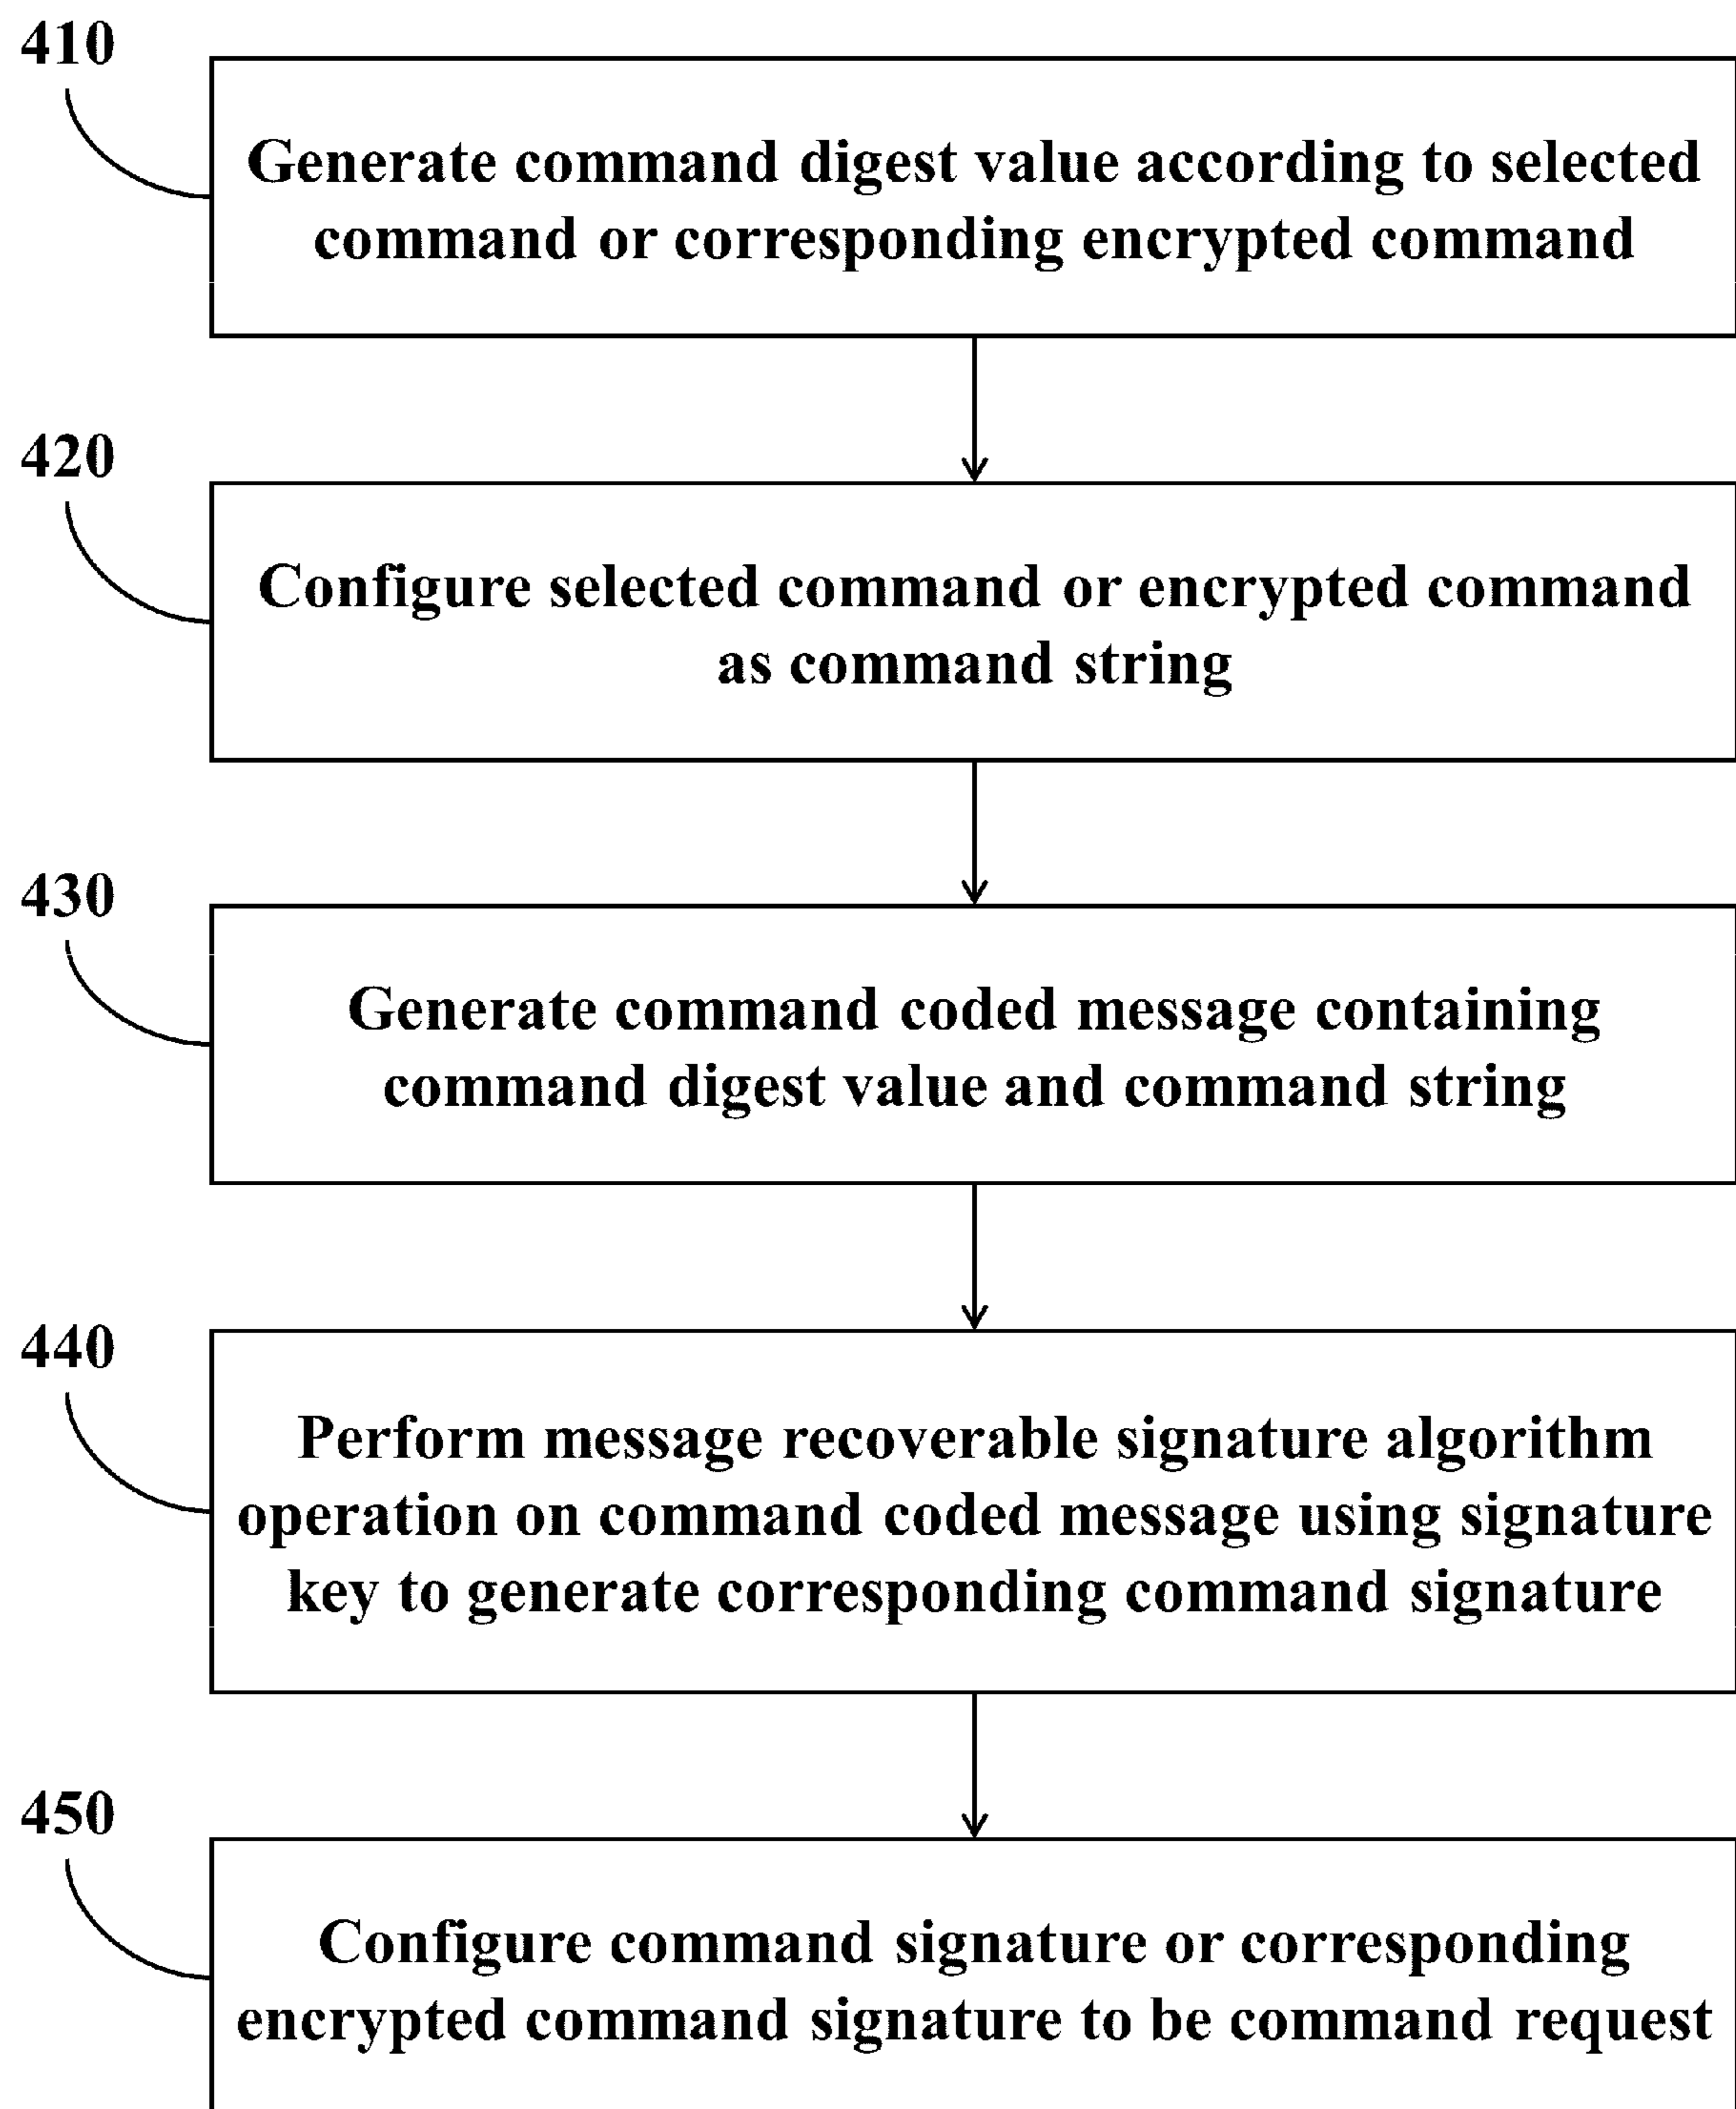 410
Generate command digest value according to selected
command or corresponding encrypted command
420
Configure selected command or encrypted command
as command string
430
Generate command coded message containing
command digest value and command string
440
Perform message recoverable signature algorithm
operation on command coded message using signature
key to generate corresponding command signature
450
Configure command signature or corresponding
encrypted command signature to be command request